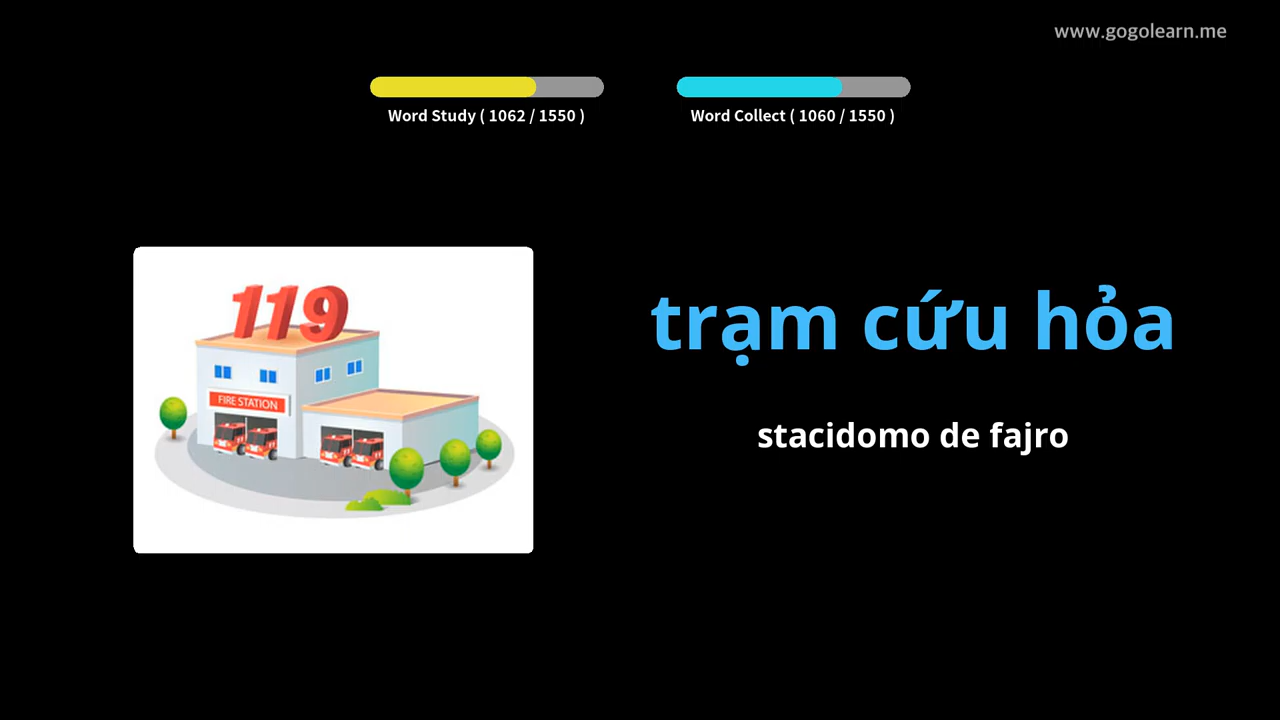 www.gogolearn.me
Word Study ( 1062 / 1550 )
Word Collect ( 1060 / 1550 )
119
FIRE STATION
trạm cứu hỏa
stacidomo de fajro